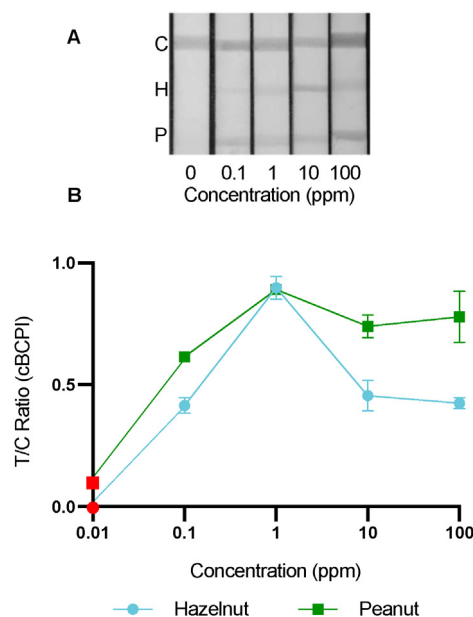 A
C
H
P
0 0.1 1 10 100
Concentration (ppm)
B
T/C Ratio (cBCPI)
1.0
0.5
0.0
0.01 0.1 1 10 100
Concentration (ppm)
Hazelnut Peanut